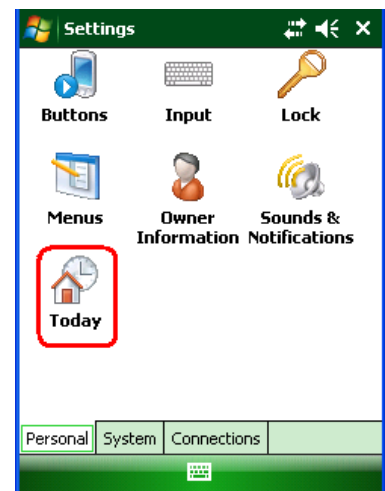 Settings
Buttons Input Lock
Menus Owner Information Sounds & Notifications
Today
Personal System Connections